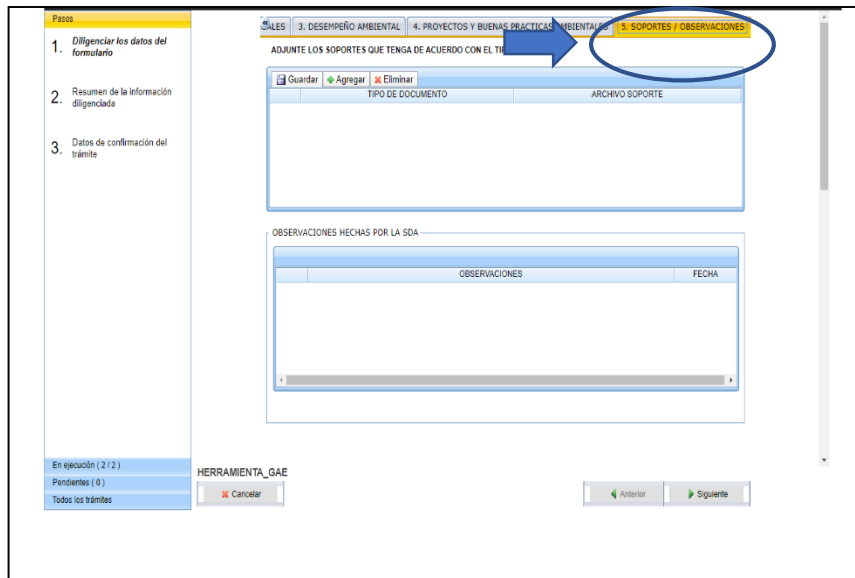 Pasos
1. Diligenciar los datos del
formulario
2. Resumen de la información
diligenciada
3. Datos de confirmación del
trámite
ALES 3. DESEMPEÑO AMBIENTAL 4. PROYECTOS Y BUENAS PRACTICAS AMBIENTALES 5. SOPORTES / OBSERVACIONES
ADJUNTE LOS SOPORTES QUE TENGA DE ACUERDO CON EL
Guardar Agregar Eliminar
TIPO DE DOCUMENTO ARCHIVO SOPORTE
OBSERVACIONES HECHAS POR LA SDA
OBSERVACIONES FECHA
En ejecución ( 2 / 2 )
Pendientes ( 0 )
Todos los trámites
HERRAMIENTA_GAE
Cancelar Anterior Siguiente